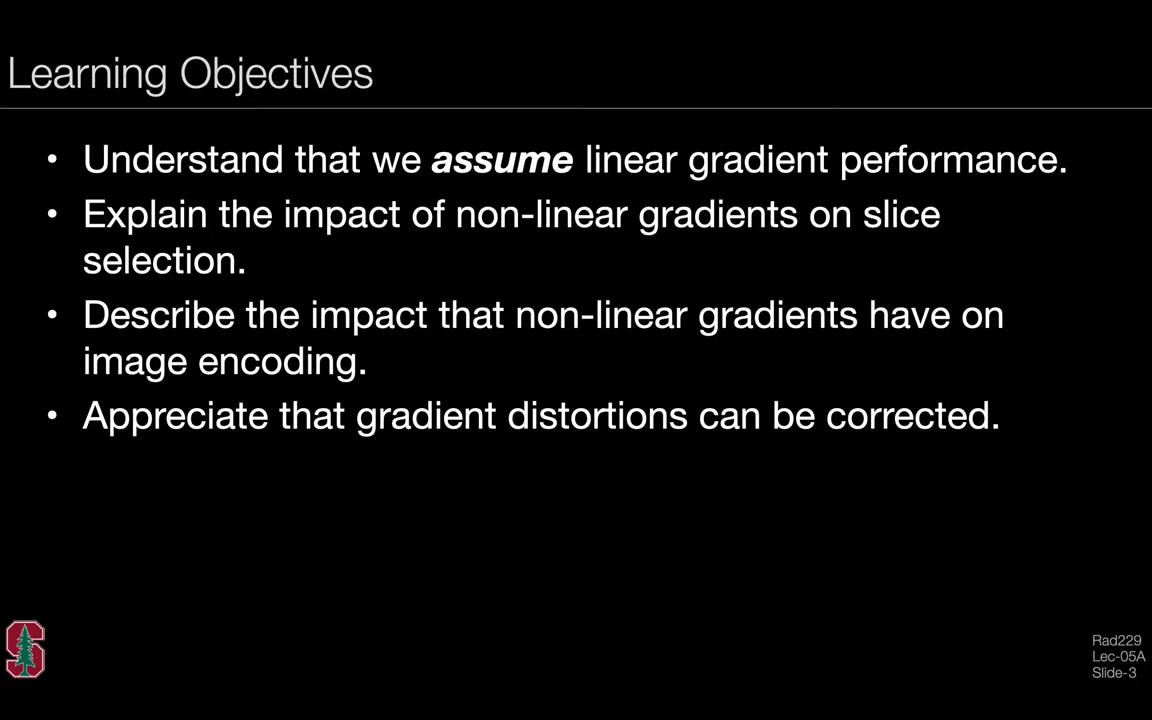 Learning Objectives
• Understand that we assume linear gradient performance.
• Explain the impact of non-linear gradients on slice
selection.
• Describe the impact that non-linear gradients have on
image encoding.
• Appreciate that gradient distortions can be corrected.
S
Rad229
Lec-05A
Slide-3